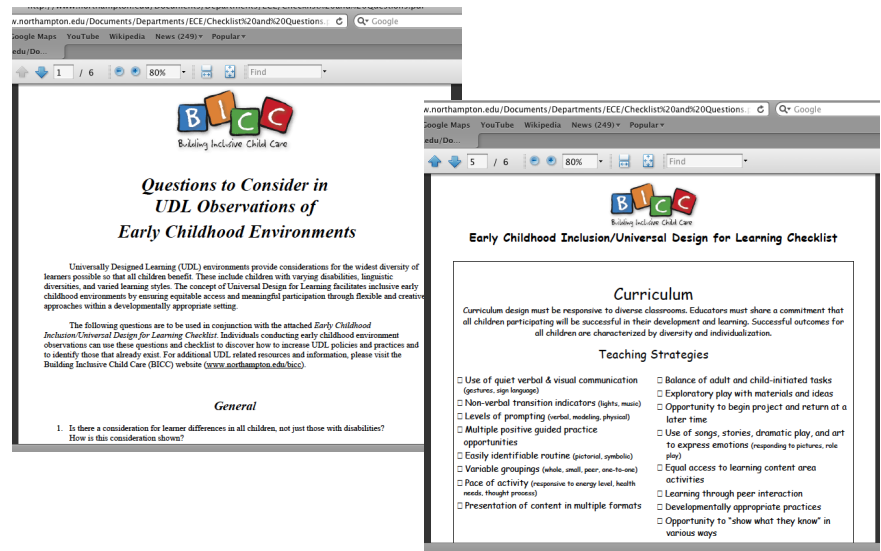 http://www.northampton.edu/Documents/Departments/ECE/Checklist%20and%20Questions.pdf
w.northampton.edu/Documents/Departments/ECE/Checklist%20and%20Questions.
Google
Google Maps YouTube Wikipedia News (249) Popular
edu/Do...
1 / 6 80% Find
BICC
Building Inclusive Child Care
Questions to Consider in
UDL Observations of
Early Childhood Environments
Universally Designed Learning (UDL) environments provide considerations for the widest diversity of
learners possible so that all children benefit. These include children with varying disabilities, linguistic
diversities, and varied learning styles. The concept of Universal Design for Learning facilitates inclusive early
childhood environments by ensuring equitable access and meaningful participation through flexible and creative
approaches within a developmentally appropriate setting.
The following questions are to be used in conjunction with the attached Early Childhood
Inclusion/Universal Design for Learning Checklist. Individuals conducting early childhood environment
observations can use these questions and checklist to discover how to increase UDL policies and practices and
to identify those that already exist. For additional UDL related resources and information, please visit the
Building Inclusive Child Care (BICC) website (www.northampton.edu/bicc).
General
1. Is there a consideration for learner differences in all children, not just those with disabilities?
How is this consideration shown?
w.northampton.edu/Documents/Departments/ECE/Checklist%20and%20Questions.
Google
Google Maps YouTube Wikipedia News (249) Popular
edu/Do...
5 / 6 80% Find
BICC
Building Inclusive Child Care
Early Childhood Inclusion/Universal Design for Learning Checklist
Curriculum
Curriculum design must be responsive to diverse classrooms. Educators must share a commitment that
all children participating will be successful in their development and learning. Successful outcomes for
all children are characterized by diversity and individualization.
Teaching Strategies
□ Use of quiet verbal & visual communication
(gestures, sign language)
□ Non-verbal transition indicators (lights, music)
□ Levels of prompting (verbal, modeling, physical)
□ Multiple positive guided practice
opportunities
□ Easily identifiable routine (pictorial, symbolic)
□ Variable groupings (whole, small, peer, one-to-one)
□ Pace of activity (responsive to energy level, health
needs, thought process)
□ Presentation of content in multiple formats
□ Balance of adult and child-initiated tasks
□ Exploratory play with materials and ideas
□ Opportunity to begin project and return at a
later time
□ Use of songs, stories, dramatic play, and art
to express emotions (responding to pictures, role
play)
□ Equal access to learning content area
activities
□ Learning through peer interaction
□ Developmentally appropriate practices
□ Opportunity to "show what they know" in
various ways